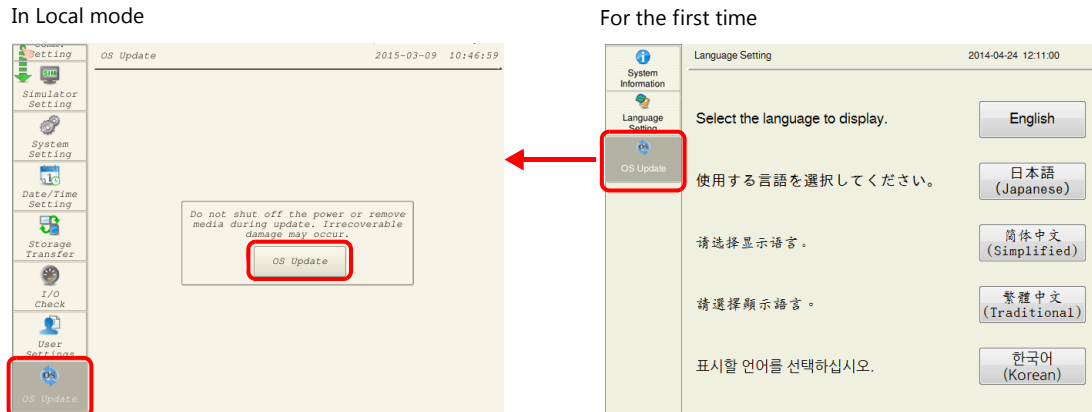 In Local mode
Setting
OS Update
2015-03-09 10:46:59
SIM
Simulator
Setting
System
Setting
Date/Time
Setting
Storage
Transfer
I/O
Check
User
Settings
OS
OS Update
Do not shut off the power or remove
media during update. Irrecoverable
damage may occur.
OS Update
For the first time
System
Information
Language
Setting
OS
OS Update
Language Setting
2014-04-24 12:11:00
Select the language to display.
English
使用する言語を選択してください。
日本語
(Japanese)
请选择显示语言。
简体中文
(Simplified)
請選擇顯示語言。
繁體中文
(Traditional)
표시할 언어를 선택하십시오.
한국어
(Korean)